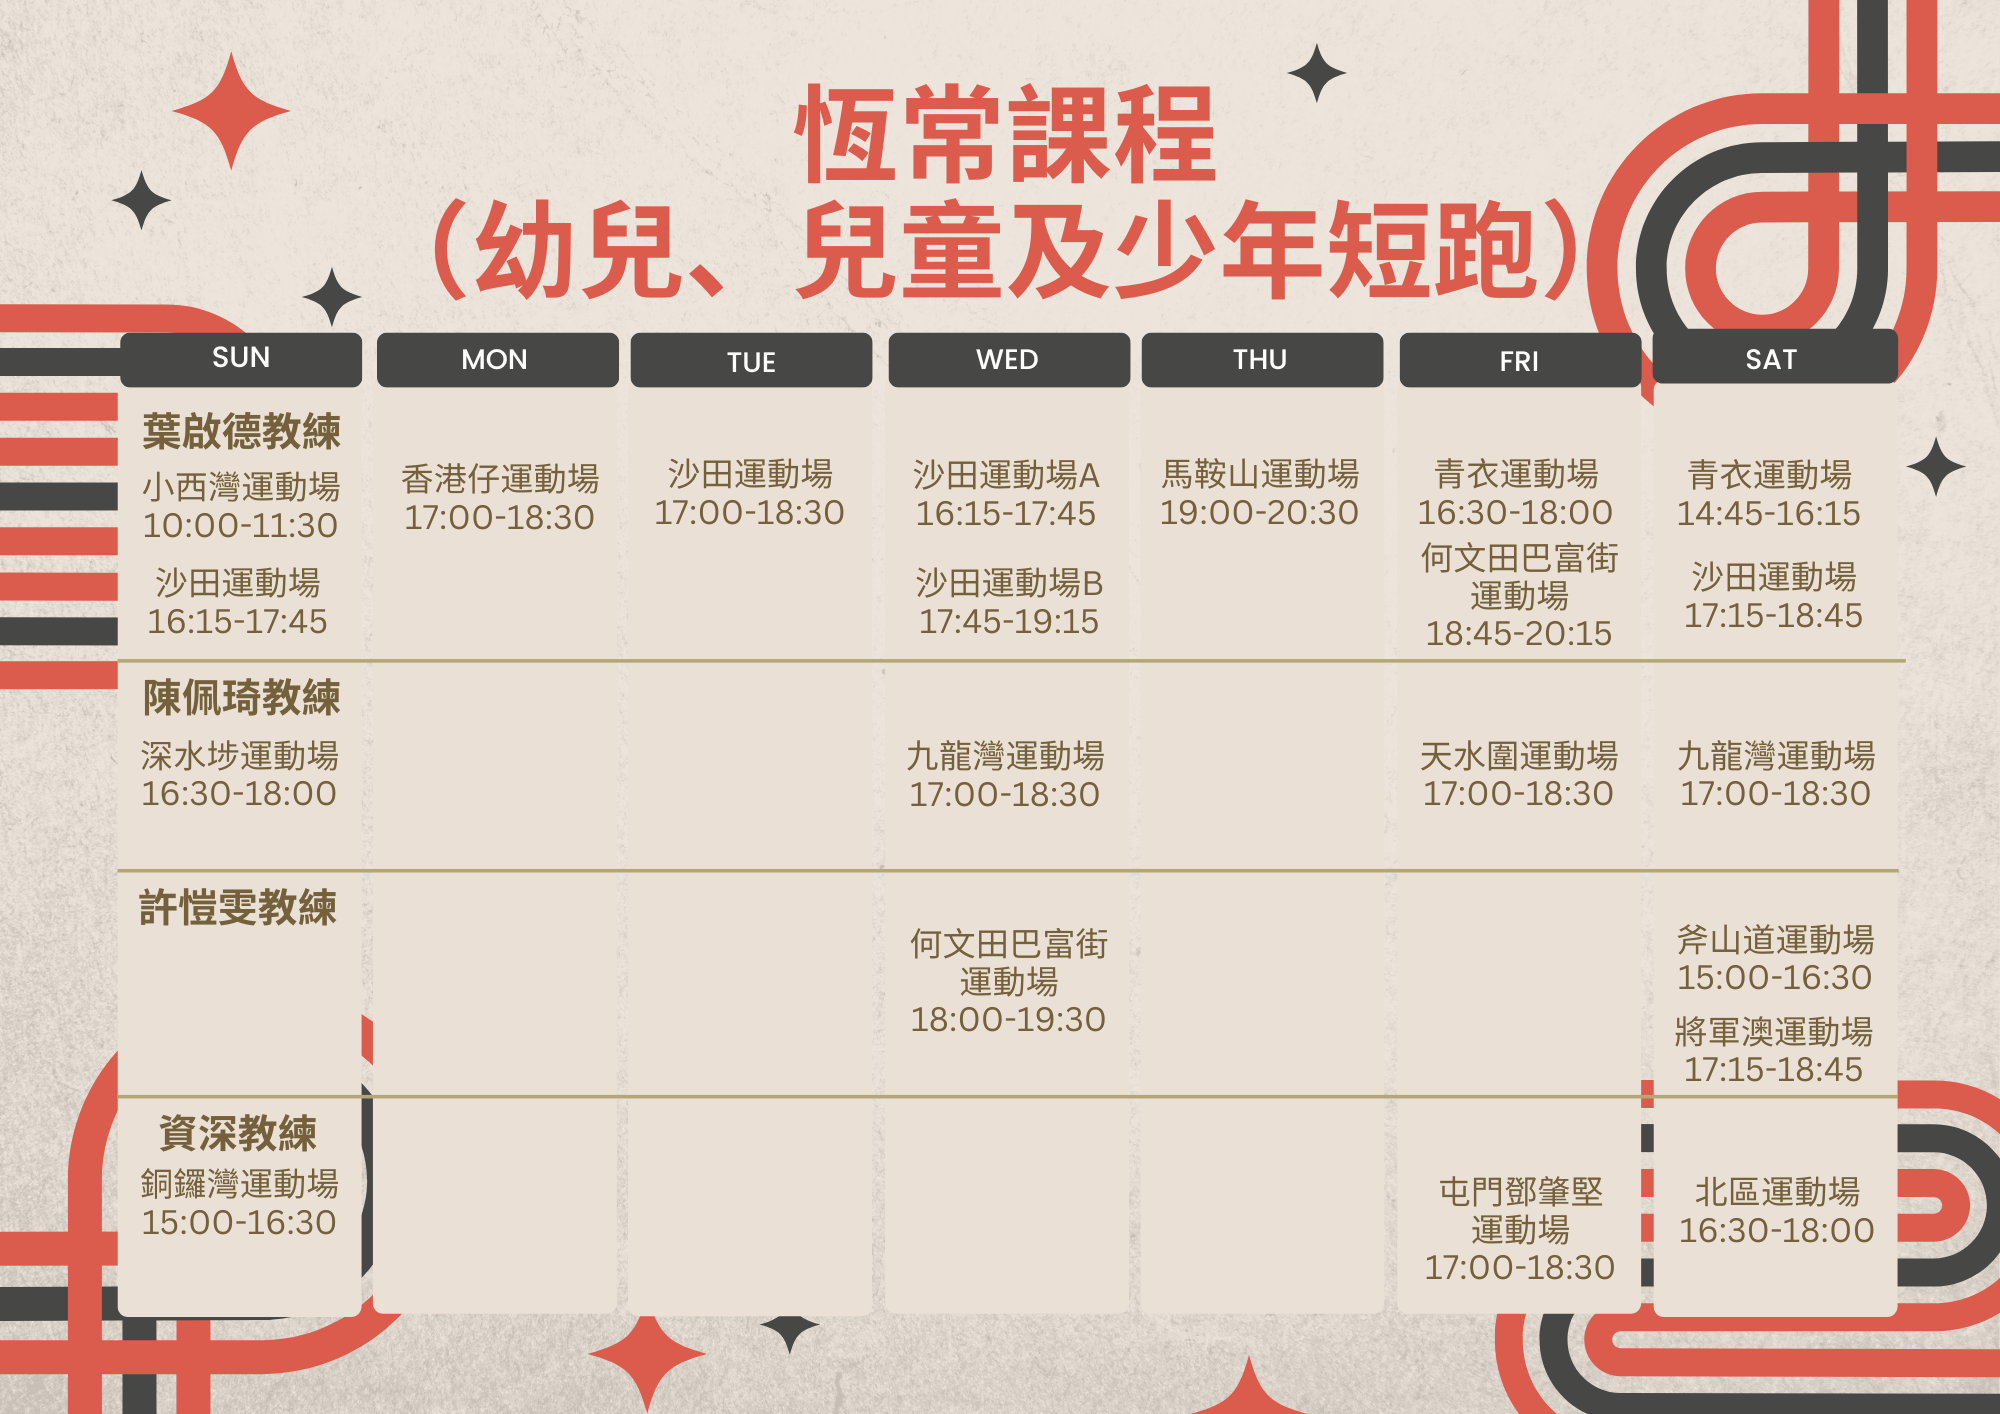 恆常課程
（幼兒、兒童及少年短跑）
SUN
MON
TUE
WED
THU
FRI
SAT
葉啟德教練
小西灣運動場
10:00-11:30
沙田運動場
16:15-17:45
香港仔運動場
17:00-18:30
沙田運動場
17:00-18:30
沙田運動場A
16:15-17:45
沙田運動場B
17:45-19:15
馬鞍山運動場
19:00-20:30
青衣運動場
16:30-18:00
何文田巴富街
運動場
18:45-20:15
青衣運動場
14:45-16:15
沙田運動場
17:15-18:45
陳佩琦教練
深水埗運動場
16:30-18:00
九龍灣運動場
17:00-18:30
天水圍運動場
17:00-18:30
九龍灣運動場
17:00-18:30
許愷雯教練
何文田巴富街
運動場
18:00-19:30
斧山道運動場
15:00-16:30
將軍澳運動場
17:15-18:45
資深教練
銅鑼灣運動場
15:00-16:30
屯門鄧肇堅
運動場
17:00-18:30
北區運動場
16:30-18:00